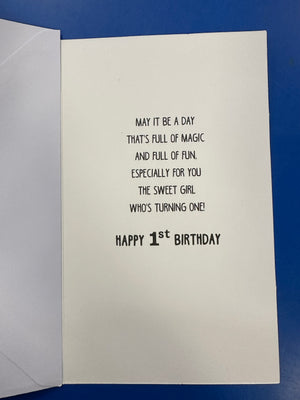 MAY IT BE A DAY
THAT'S FULL OF MAGIC
AND FULL OF FUN,
ESPECIALLY FOR YOU
THE SWEET GIRL
WHO'S TURNING ONE!
HAPPY 1st BIRTHDAY